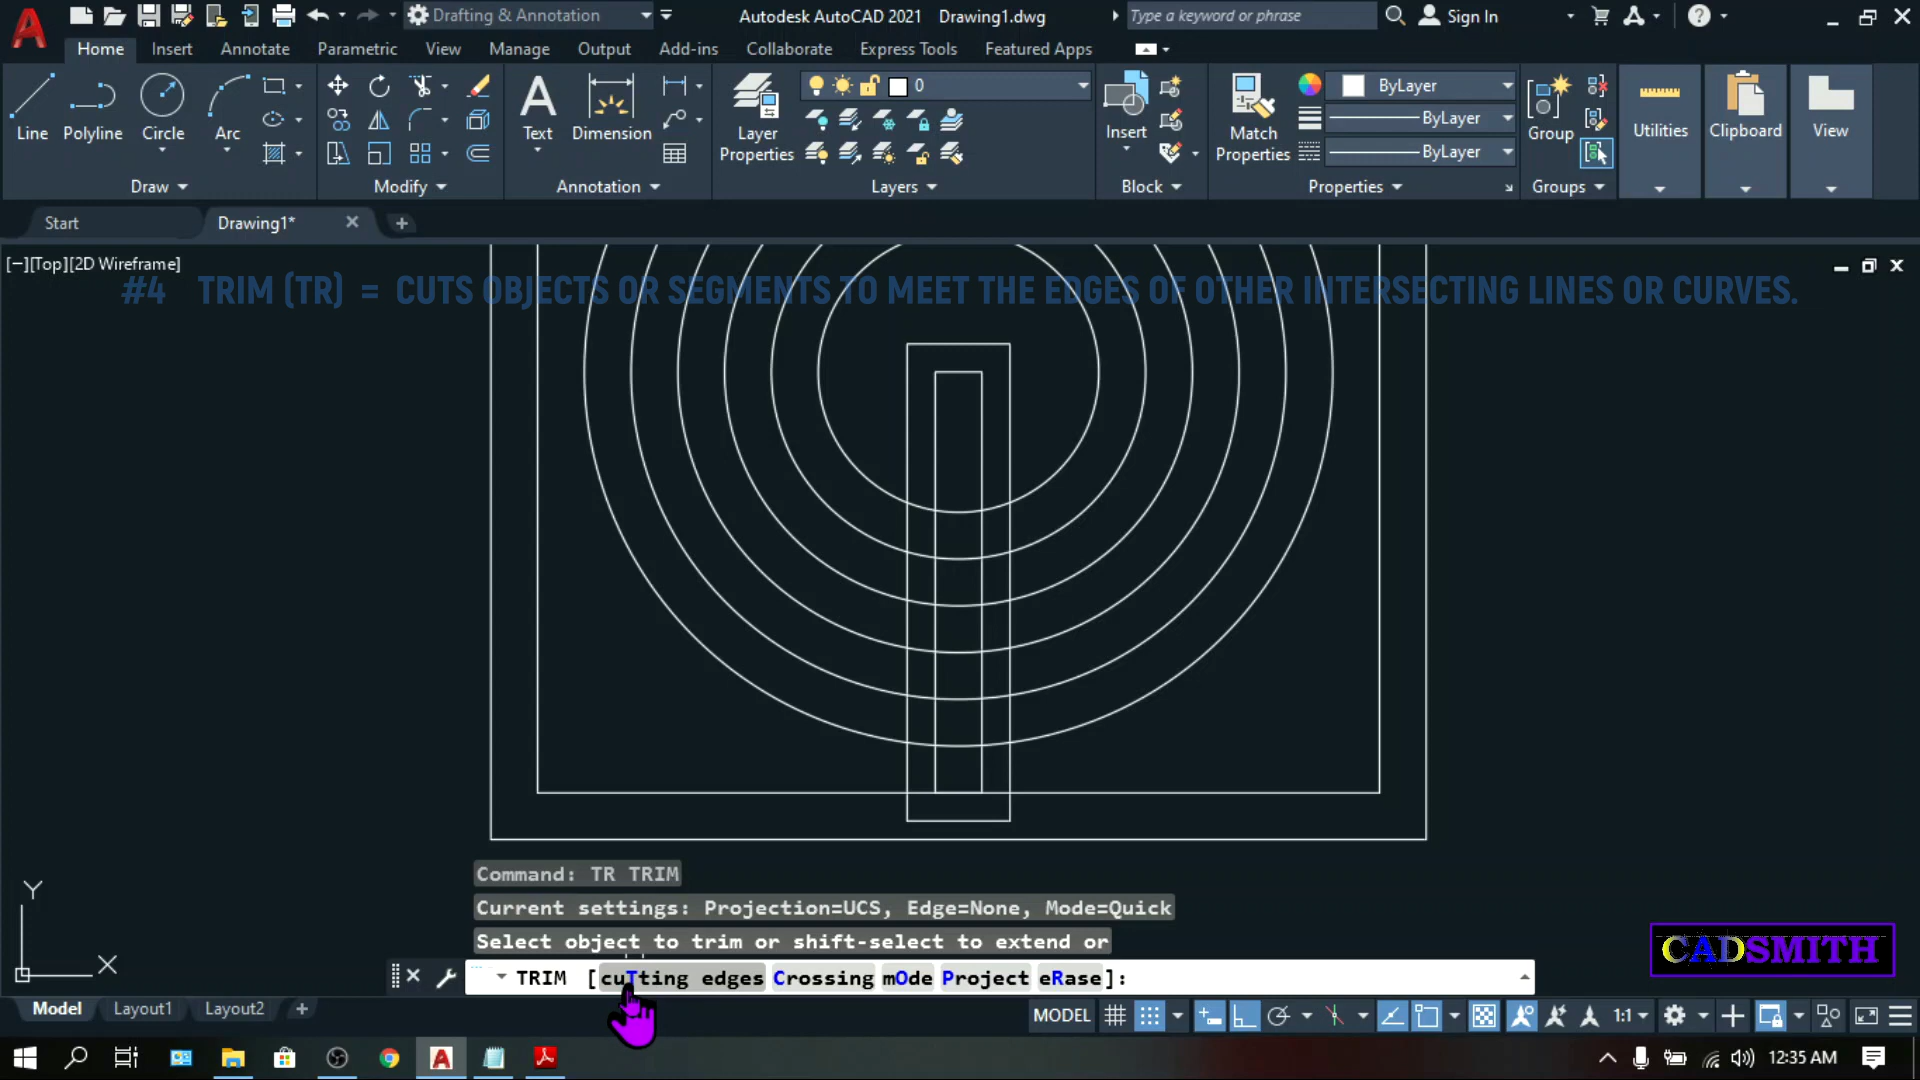 Drafting & Annotation
Autodesk AutoCAD 2021 Drawing1.dwg
Type a keyword or phrase
Sign In
Home Insert Annotate Parametric View Manage Output Add-ins Collaborate Express Tools Featured Apps
Line Polyline Circle Arc
Text Dimension
Layer Properties
0
Insert
Match Properties
ByLayer
ByLayer
ByLayer
Group
Utilities Clipboard View
Draw Modify Annotation Layers Block Properties Groups
Start Drawing1*
[−][Top][2D Wireframe]
#4 TRIM (TR) = CUTS OBJECTS OR SEGMENTS TO MEET THE EDGES OF OTHER INTERSECTING LINES OR CURVES.
Y
X
Command: TR TRIM
Current settings: Projection=UCS, Edge=None, Mode=Quick
Select object to trim or shift-select to extend or
TRIM [cuTting edges Crossing mOde Project eRase]:
CADSMITH
Model Layout1 Layout2
MODEL
1:1
12:35 AM